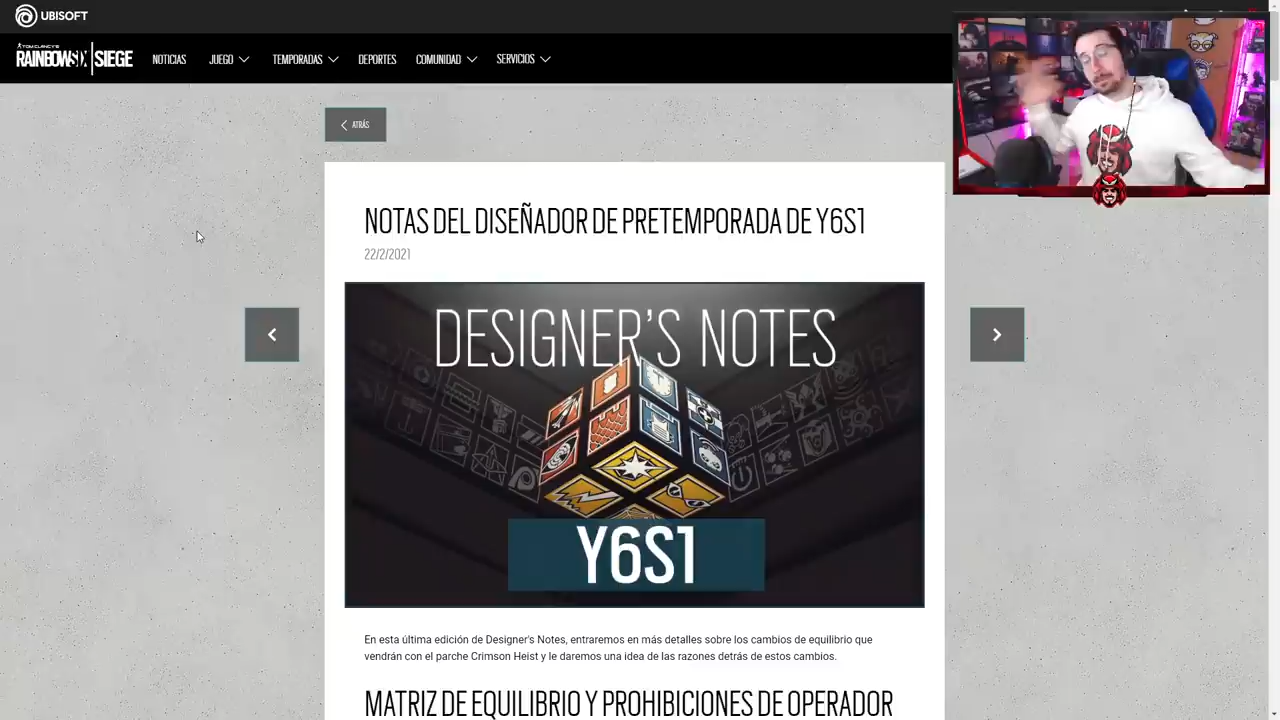 UBISOFT
TOM CLANCY'S
RAINBOWSIX SIEGE
NOTICIAS
JUEGO
TEMPORADAS
DEPORTES
COMUNIDAD
SERVICIOS
ATRÁS
NOTAS DEL DISEÑADOR DE PRETEMPORADA DE Y6S1
22/2/2021
DESIGNER'S NOTES
Y6S1
En esta última edición de Designer's Notes, entraremos en más detalles sobre los cambios de equilibrio que
vendrán con el parche Crimson Heist y le daremos una idea de las razones detrás de estos cambios.
MATRIZ DE EQUILIBRIO Y PROHIBICIONES DE OPERADOR